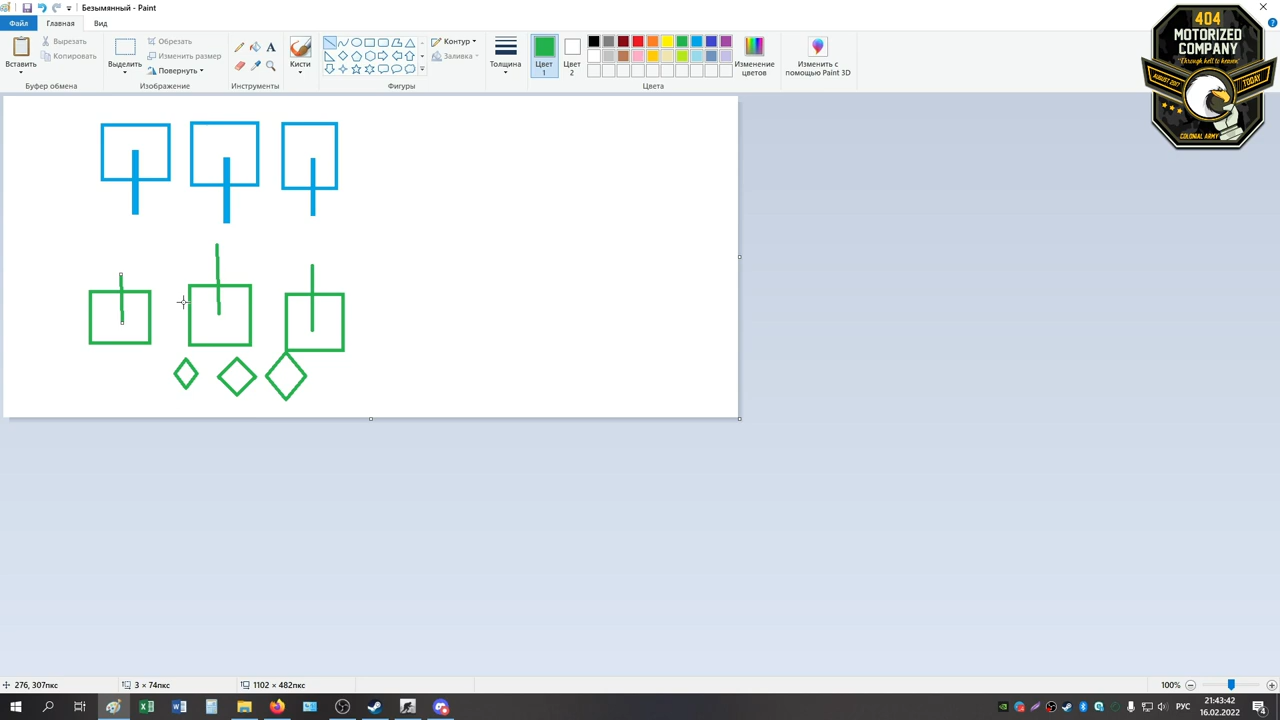 Безымянный - Paint
Файл
Главная
Вид
Вставить
Вырезать
Копировать
Буфер обмена
Выделить
Обрезать
Изменить размер
Повернуть
Изображение
A
Инструменты
Кисти
Контур
Заливка
Фигуры
Толщина
Цвет
1
Цвет
2
Изменение
цветов
Цвета
Изменить с
помощью Paint 3D
404
MOTORIZED
COMPANY
"Through hell to heaven"
AUGUST 2017
TODAY
COLONIAL ARMY
276, 307пкс
3 × 74пкс
1102 × 482пкс
100%
РУС
21:43:42
16.02.2022